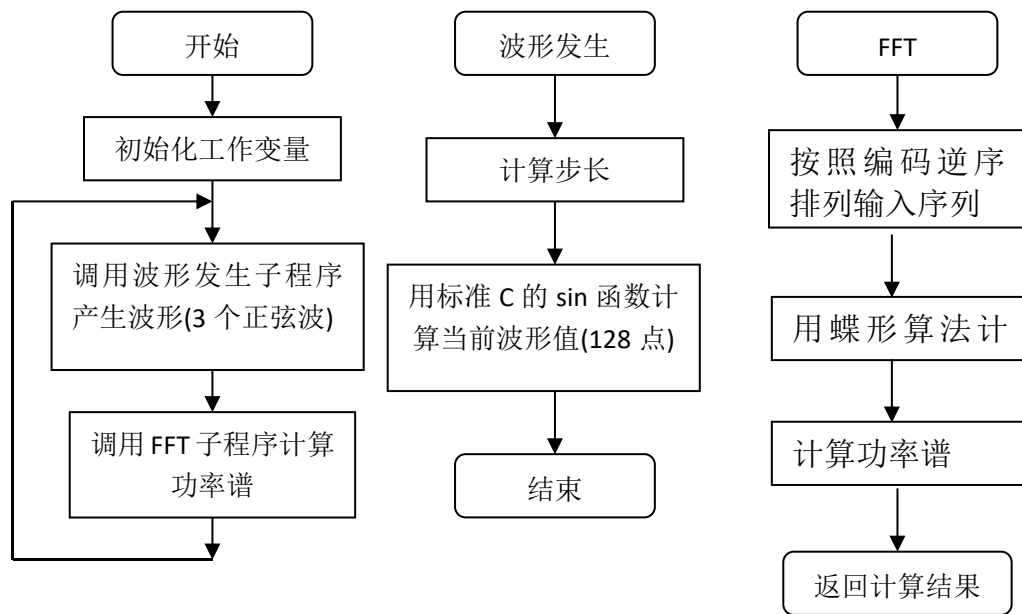 开始
初始化工作变量
调用波形发生子程序
产生波形(3 个正弦波)
调用 FFT 子程序计算
功率谱
波形发生
计算步长
用标准 C 的 sin 函数计
算当前波形值(128 点)
结束
FFT
按照编码逆序
排列输入序列
用蝶形算法计
计算功率谱
返回计算结果